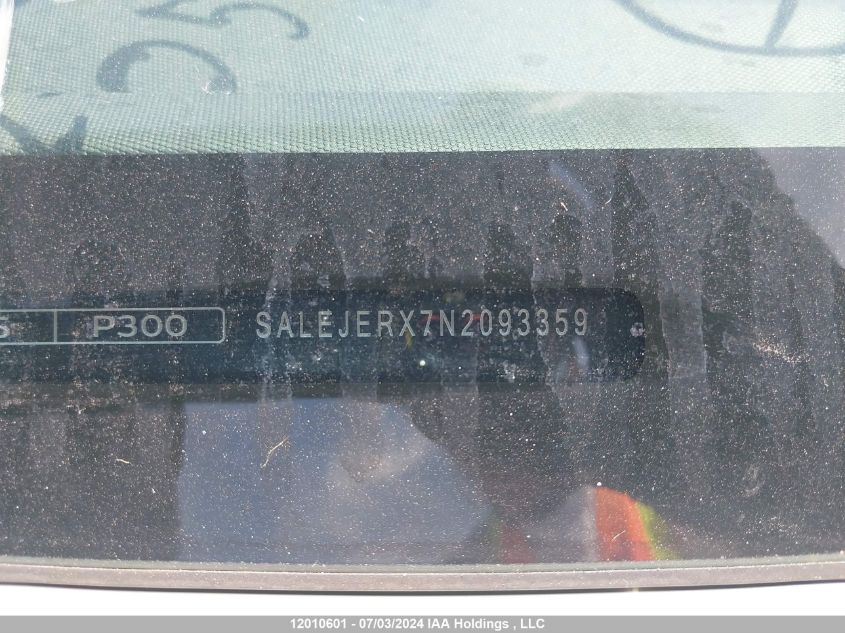 S P300 SALEJERX7N2093359
12010601 - 07/03/2024 IAA Holdings , LLC